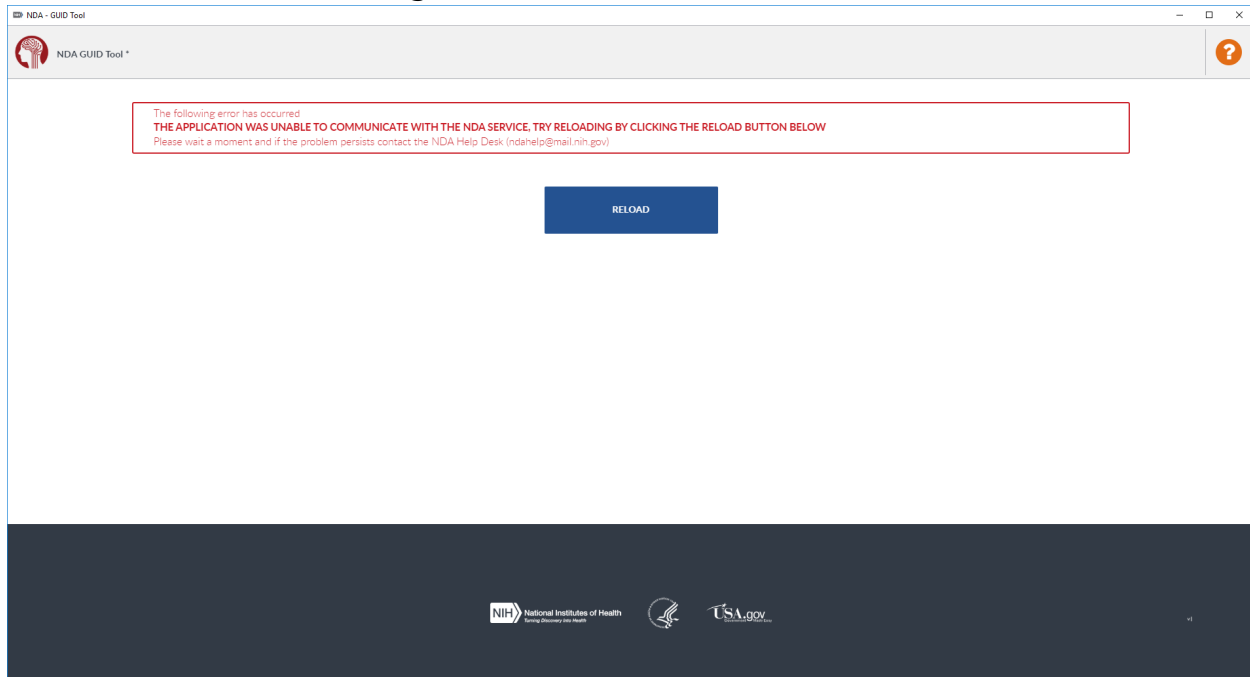 NDA - GUID Tool
NDA GUID Tool *
The following error has occurred
THE APPLICATION WAS UNABLE TO COMMUNICATE WITH THE NDA SERVICE, TRY RELOADING BY CLICKING THE RELOAD BUTTON BELOW
Please wait a moment and if the problem persists contact the NDA Help Desk (ndahelp@mail.nih.gov)
RELOAD
NIH National Institutes of Health
Turning Discovery Into Health
USA.gov
v1